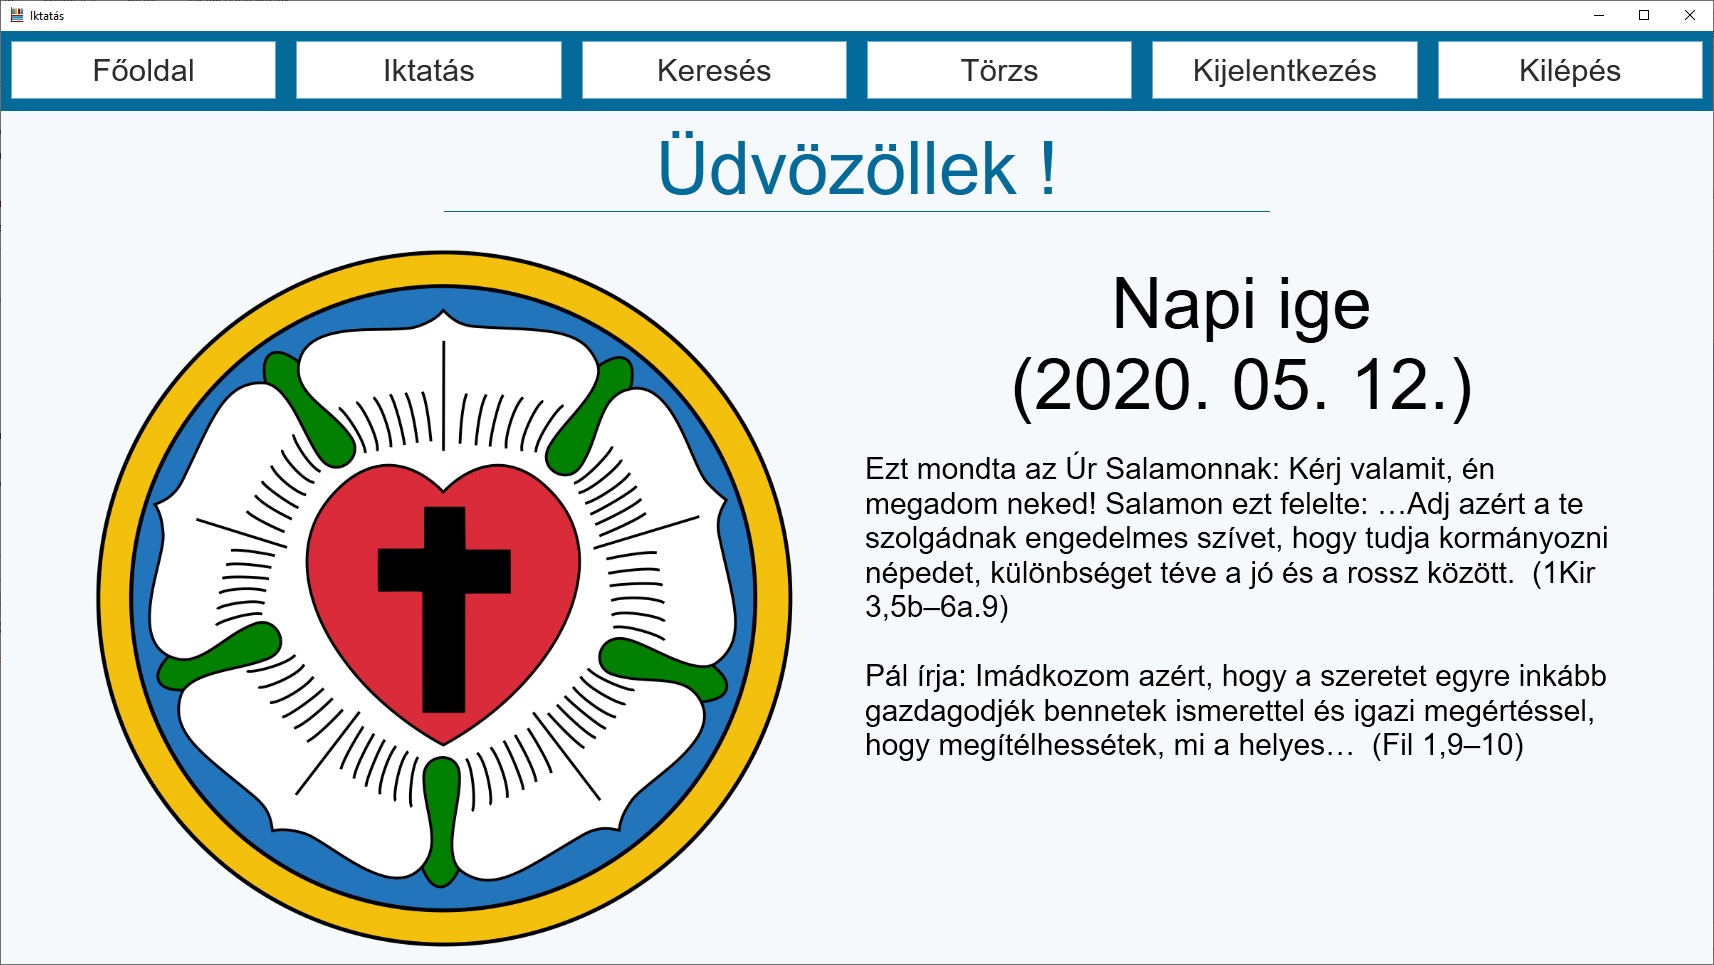 Iktatás
Főoldal
Iktatás
Keresés
Törzs
Kijelentkezés
Kilépés
Üdvözöllek !
Napi ige
(2020. 05. 12.)
Ezt mondta az Úr Salamonnak: Kérj valamit, én
megadom neked! Salamon ezt felelte: …Adj azért a te
szolgádnak engedelmes szívet, hogy tudja kormányozni
népedet, különbséget téve a jó és a rossz között.  (1Kir
3,5b–6a.9)
Pál írja: Imádkozom azért, hogy a szeretet egyre inkább
gazdagodjék bennetek ismerettel és igazi megértéssel,
hogy megítélhessétek, mi a helyes…  (Fil 1,9–10)